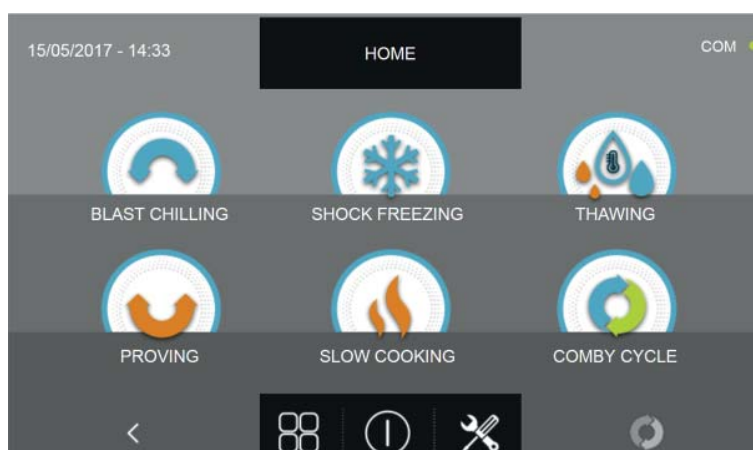 15/05/2017 - 14:33
HOME
COM
BLAST CHILLING
SHOCK FREEZING
THAWING
PROVING
SLOW COOKING
COMBY CYCLE